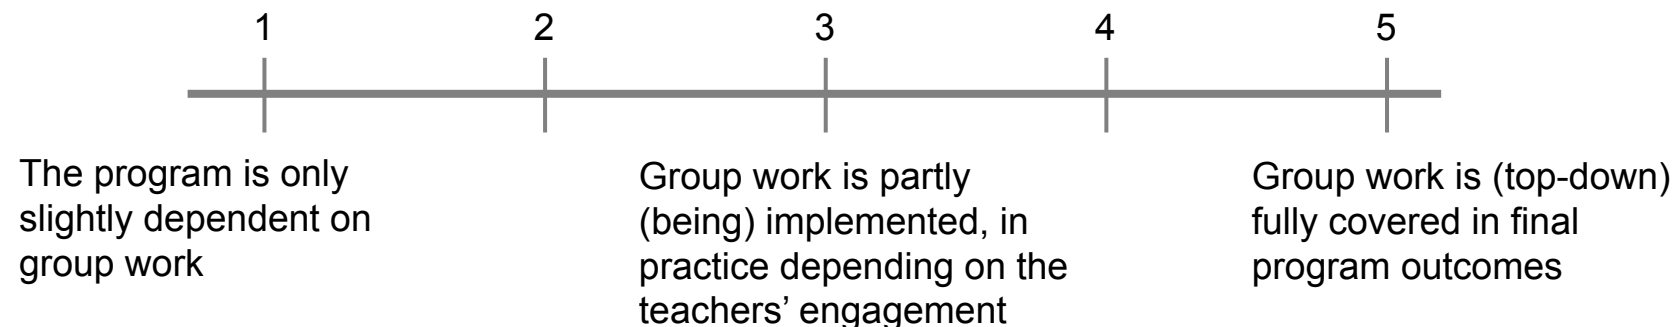 1 2 3 4 5
The program is only
slightly dependent on
group work
Group work is partly
(being) implemented, in
practice depending on the
teachers’ engagement
Group work is (top-down)
fully covered in final
program outcomes